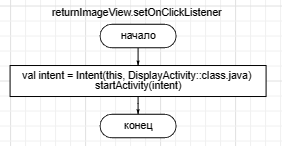 returnImageView.setOnClickListener
начало
val intent = Intent(this, DisplayActivity::class.java)
startActivity(intent)
конец